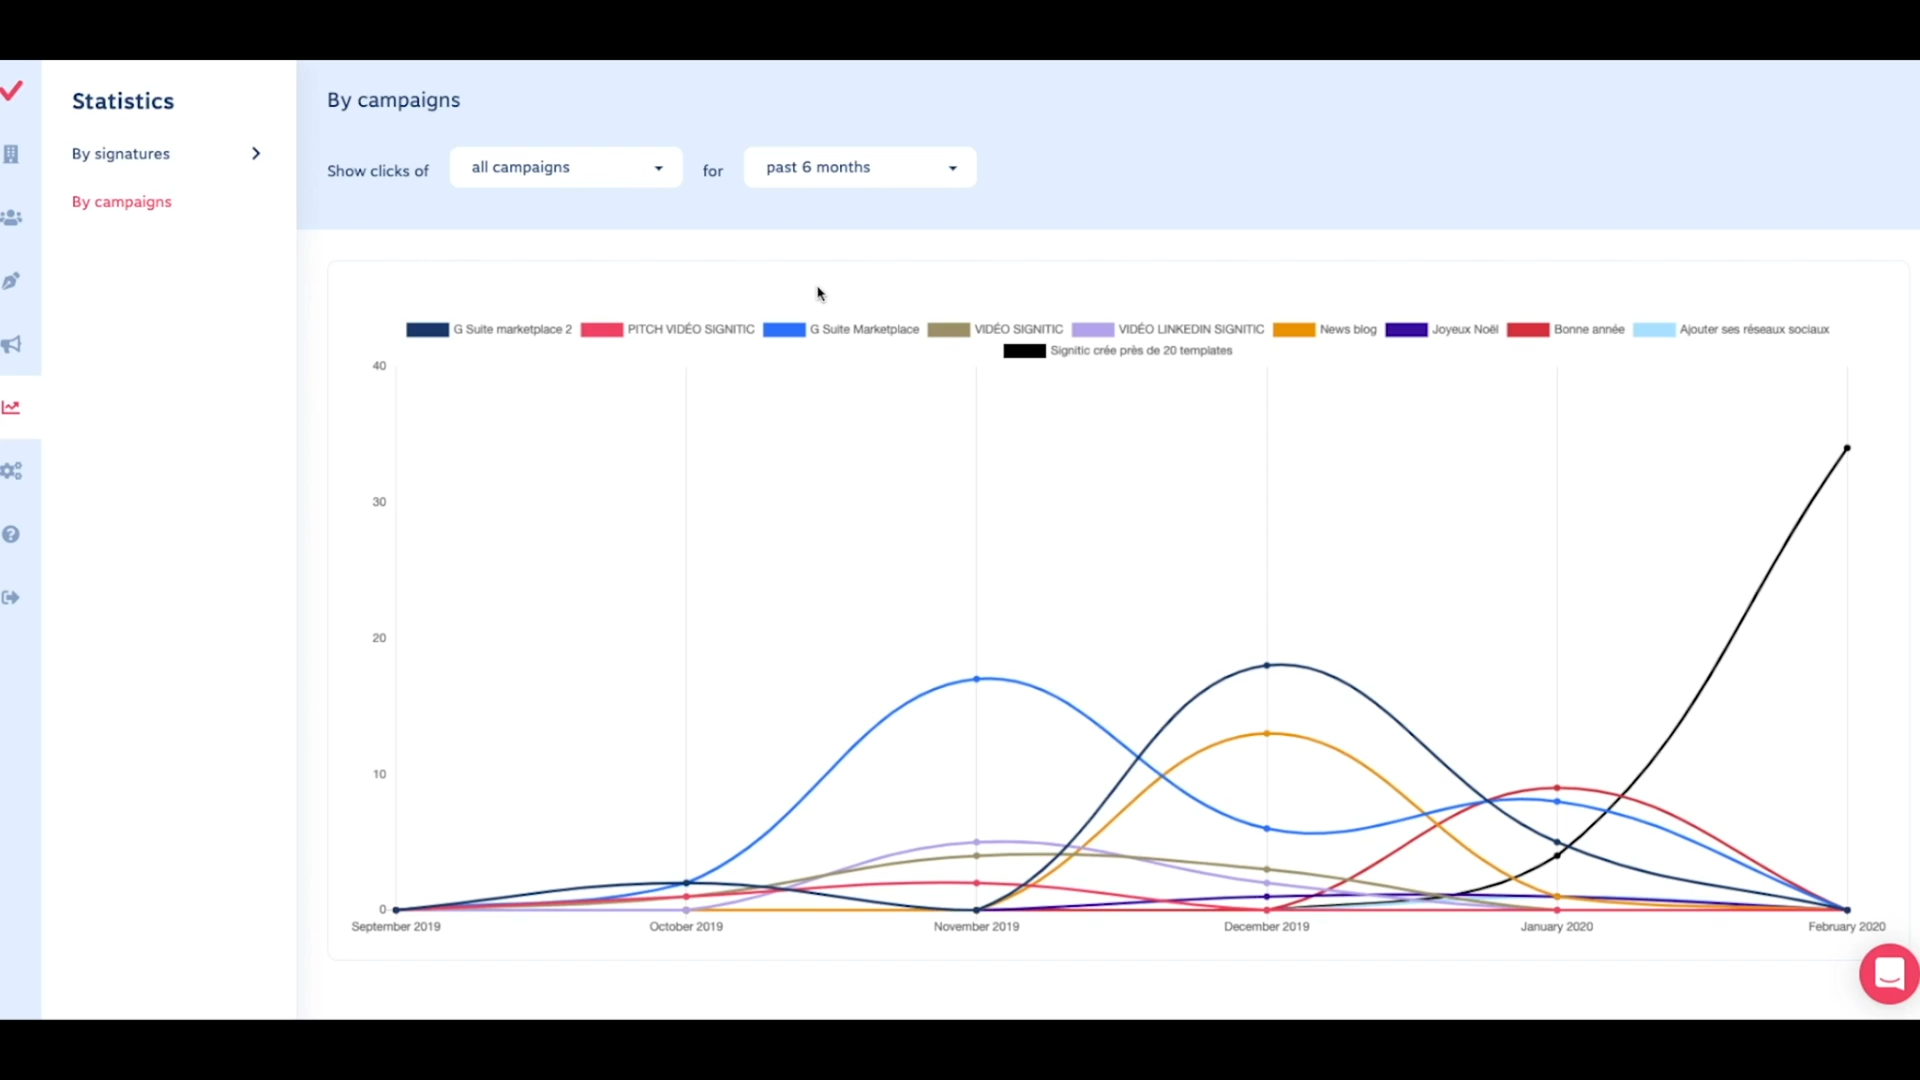 Statistics
By signatures
By campaigns
By campaigns
Show clicks of all campaigns for past 6 months
G Suite marketplace 2 PITCH VIDÉO SIGNITIC G Suite Marketplace VIDÉO SIGNITIC VIDÉO LINKEDIN SIGNITIC News blog Joyeux Noël Bonne année Ajouter ses réseaux sociaux
Signitic crée près de 20 templates
40
30
20
10
0
September 2019 October 2019 November 2019 December 2019 January 2020 February 2020